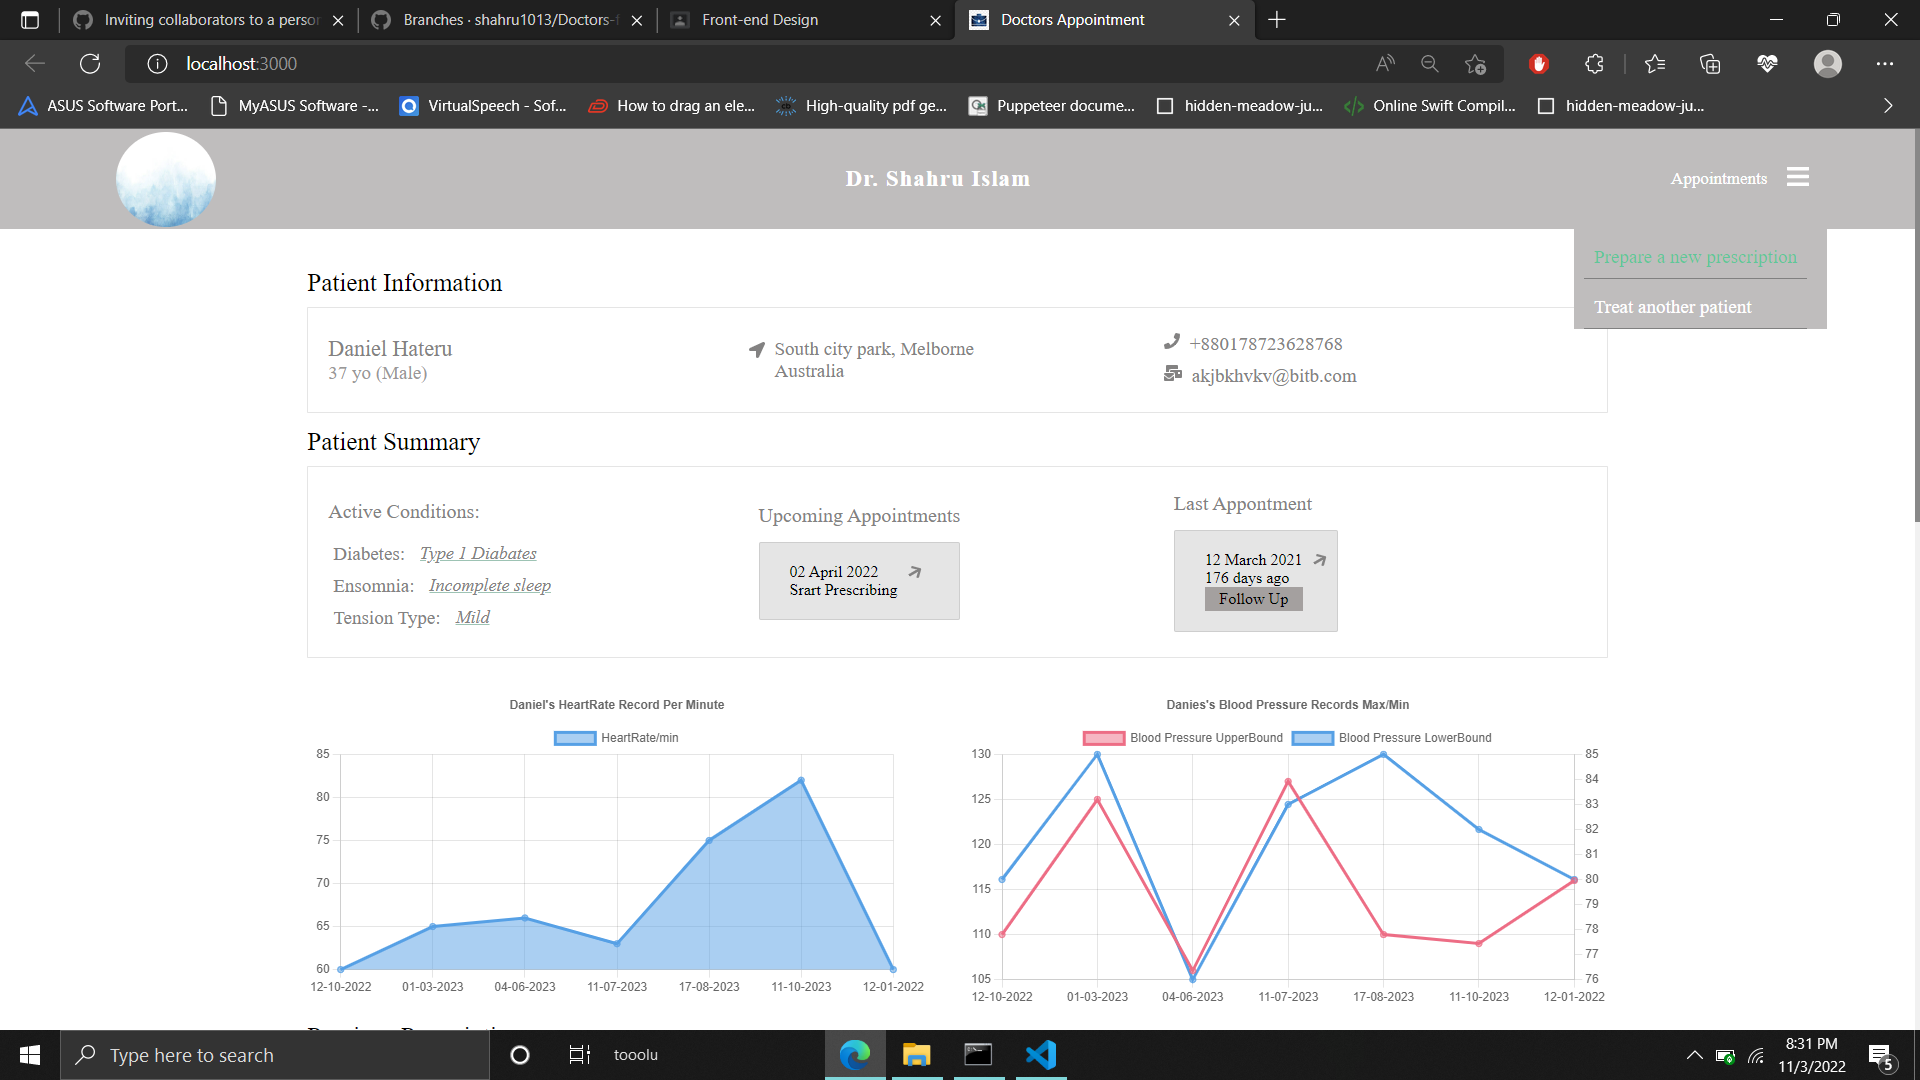 Inviting collaborators to a person
Branches · shahru1013/Doctors-f
Front-end Design
Doctors Appointment
localhost:3000
ASUS Software Port...
MyASUS Software -...
VirtualSpeech - Sof...
How to drag an ele...
High-quality pdf ge...
Puppeteer docume...
hidden-meadow-ju...
Online Swift Compil...
hidden-meadow-ju...
Dr. Shahru Islam
Appointments
Prepare a new prescription
Treat another patient
Patient Information
Daniel Hateru
37 yo (Male)
South city park, Melborne
Australia
+880178723628768
akjbkhvkv@bitb.com
Patient Summary
Active Conditions:
Diabetes: Type 1 Diabates
Ensomnia: Incomplete sleep
Tension Type: Mild
Upcoming Appointments
02 April 2022
Srart Prescribing
Last Appontment
12 March 2021
176 days ago
Follow Up
Daniel's HeartRate Record Per Minute
HeartRate/min
85
80
75
70
65
60
12-10-2022 01-03-2023 04-06-2023 11-07-2023 17-08-2023 11-10-2023 12-01-2022
Danies's Blood Pressure Records Max/Min
Blood Pressure UpperBound Blood Pressure LowerBound
130
125
120
115
110
105
85
84
83
82
81
80
79
78
77
76
12-10-2022 01-03-2023 04-06-2023 11-07-2023 17-08-2023 11-10-2023 12-01-2022
Type here to search
tooolu
8:31 PM
11/3/2022
5